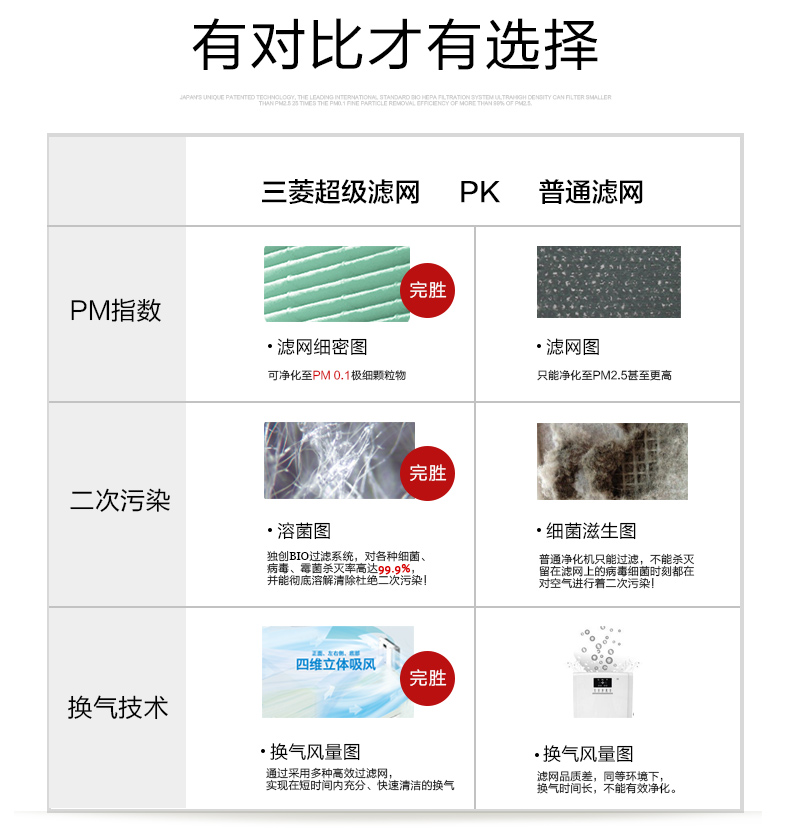 有对比才有选择
JAPAN'S UNIQUE PATENTED TECHNOLOGY, THE LEADING INTERNATIONAL STANDARD BIO HEPA FILTRATION SYSTEM ULTRAHIGH DENSITY CAN FILTER SMALLER
THAN PM2.5 25 TIMES THE PM0.1 FINE PARTICLE REMOVAL EFFICIENCY OF MORE THAN 99% OF PM2.5.
三菱超级滤网 PK 普通滤网
PM指数
完胜
·滤网细密图
可净化至PM 0.1极细颗粒物
·滤网图
只能净化至PM2.5甚至更高
二次污染
完胜
·溶菌图
独创BIO过滤系统，对各种细菌、
病毒、霉菌杀灭率高达99.9%，
并能彻底溶解清除杜绝二次污染！
·细菌滋生图
普通净化机只能过滤，不能杀灭
留在滤网上的病毒细菌时刻都在
对空气进行着二次污染！
换气技术
正面、左右侧、底部
四维立体吸风
完胜
·换气风量图
通过采用多种高效过滤网，
实现在短时间内充分、快速清洁的换气
·换气风量图
滤网品质差，同等环境下，
换气时间长，不能有效净化。